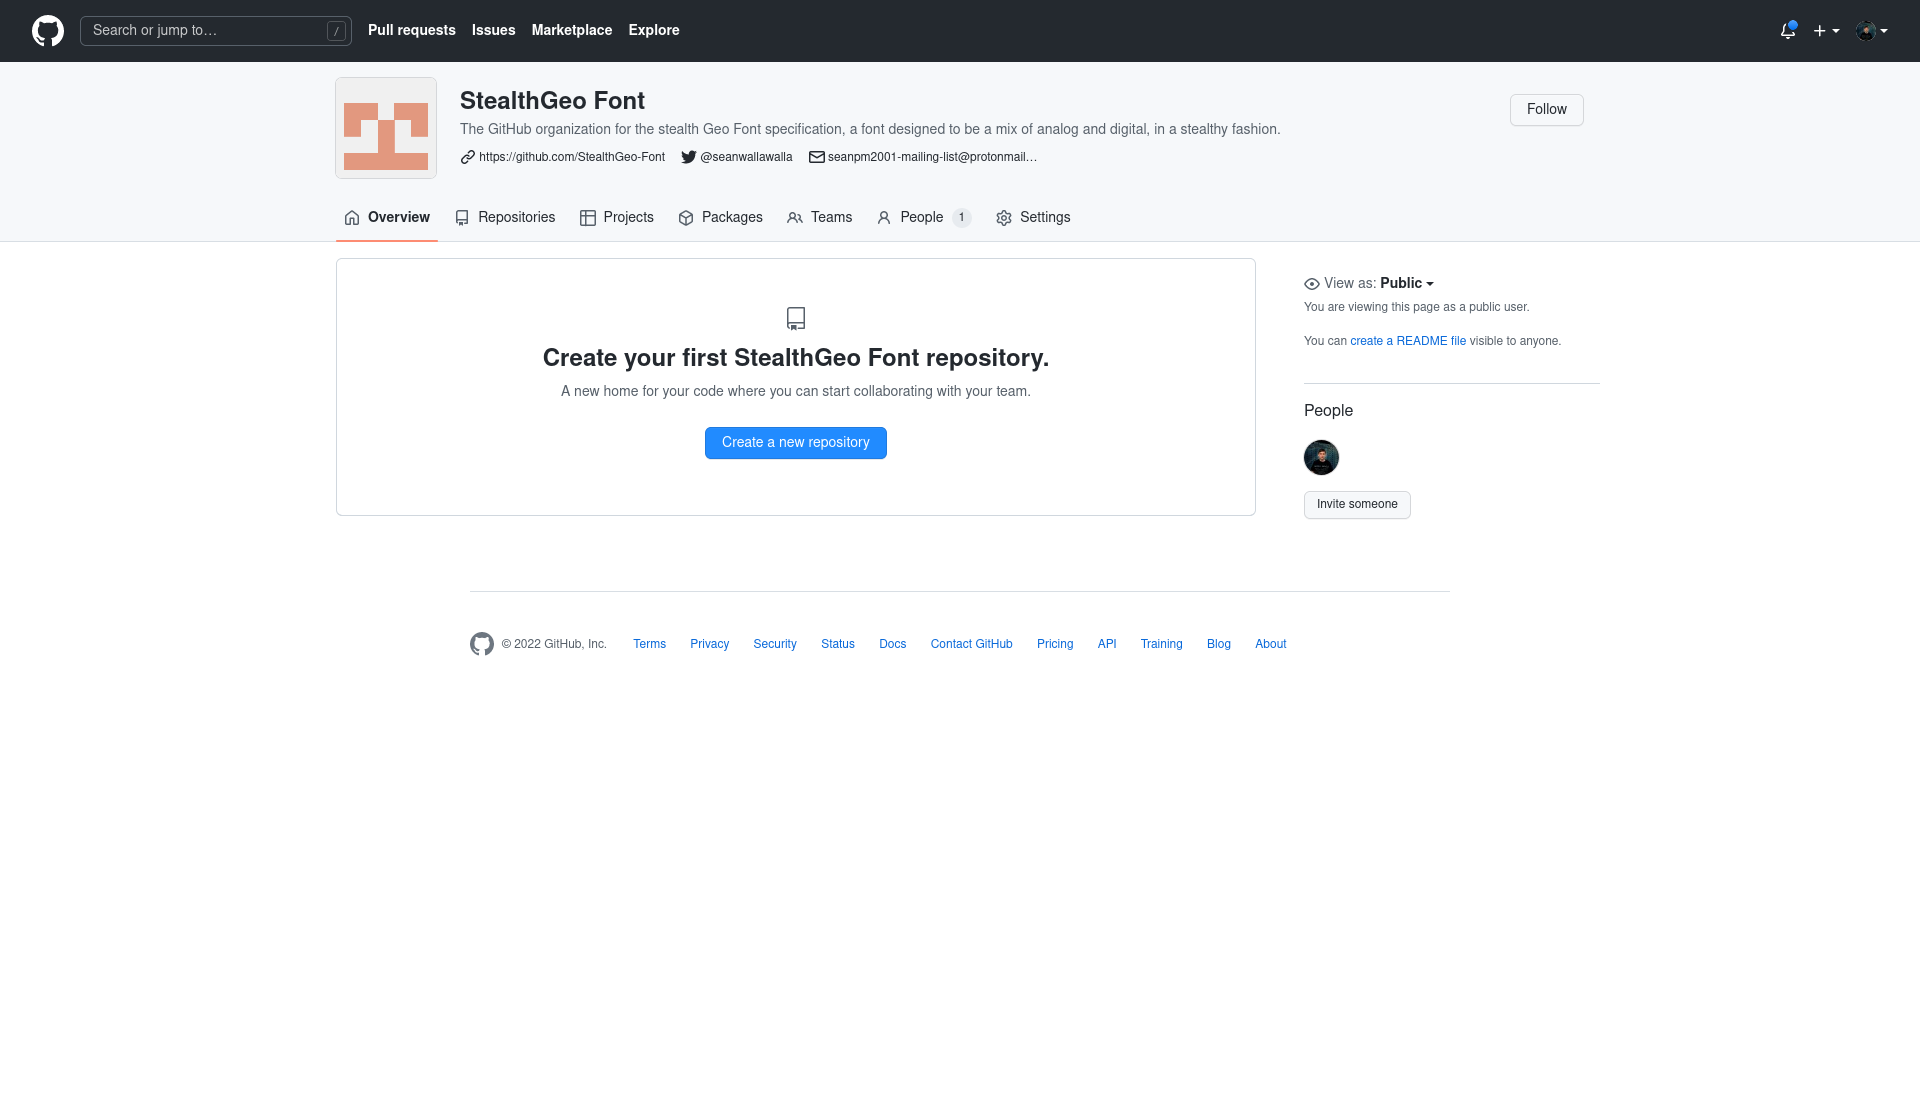 Search or jump to… /
Pull requests Issues Marketplace Explore
StealthGeo Font
Follow
The GitHub organization for the stealth Geo Font specification, a font designed to be a mix of analog and digital, in a stealthy fashion.
https://github.com/StealthGeo-Font @seanwallawalla seanpm2001-mailing-list@protonmail…
Overview Repositories Projects Packages Teams People 1 Settings
Create your first StealthGeo Font repository.
A new home for your code where you can start collaborating with your team.
Create a new repository
View as: Public
You are viewing this page as a public user.
You can create a README file visible to anyone.
People
Invite someone
© 2022 GitHub, Inc. Terms Privacy Security Status Docs Contact GitHub Pricing API Training Blog About